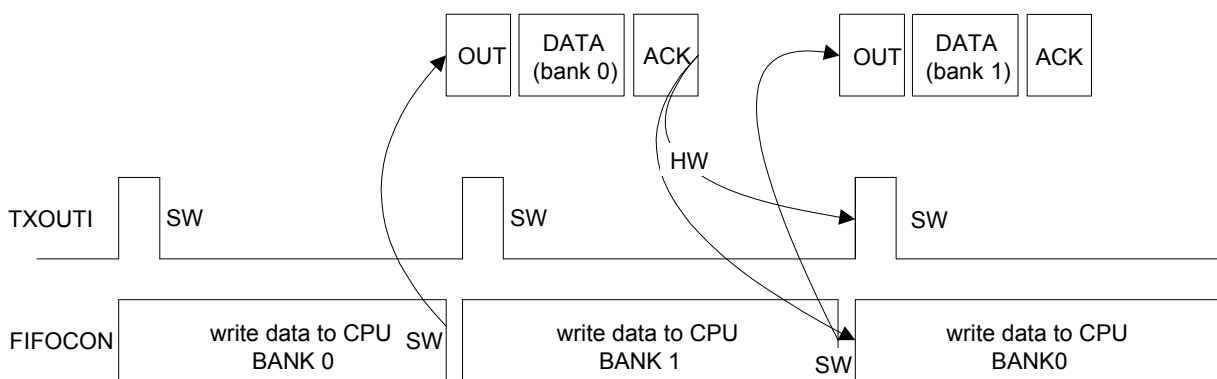 OUT DATA (bank 0) ACK OUT DATA (bank 1) ACK
HW
TXOUTI SW SW SW
FIFOCON write data to CPU BANK 0 SW write data to CPU BANK 1 SW write data to CPU BANK0